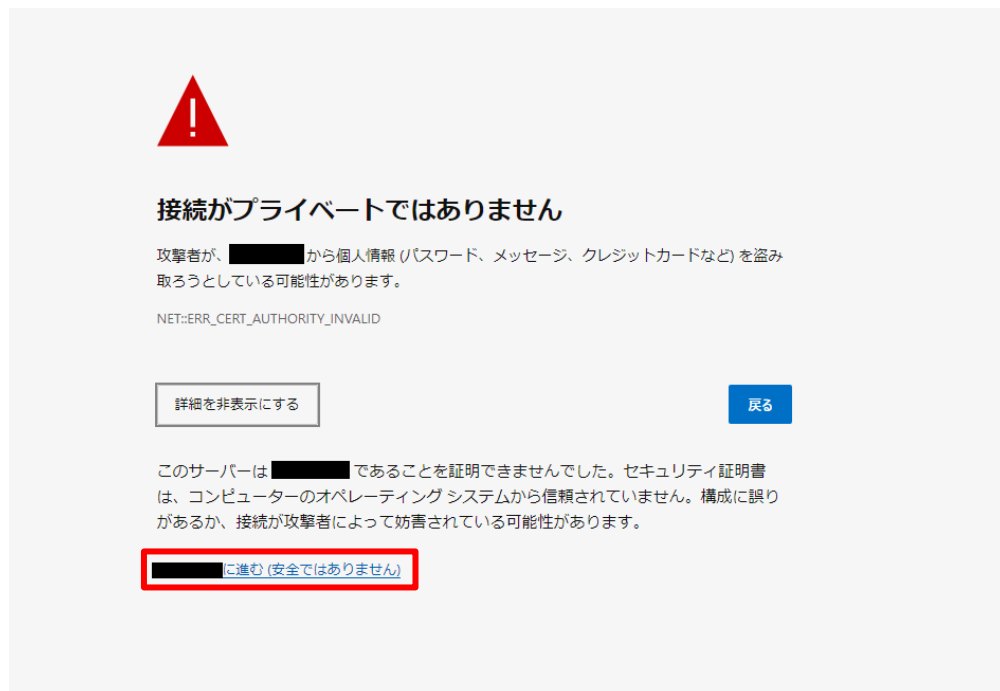 接続がプライベートではありません
攻撃者が、 から個人情報 (パスワード、メッセージ、クレジットカードなど) を盗み
取ろうとしている可能性があります。
NET::ERR_CERT_AUTHORITY_INVALID
詳細を非表示にする
戻る
このサーバーは であることを証明できませんでした。セキュリティ証明書
は、コンピューターのオペレーティング システムから信頼されていません。構成に誤り
があるか、接続が攻撃者によって妨害されている可能性があります。
に進む (安全ではありません)